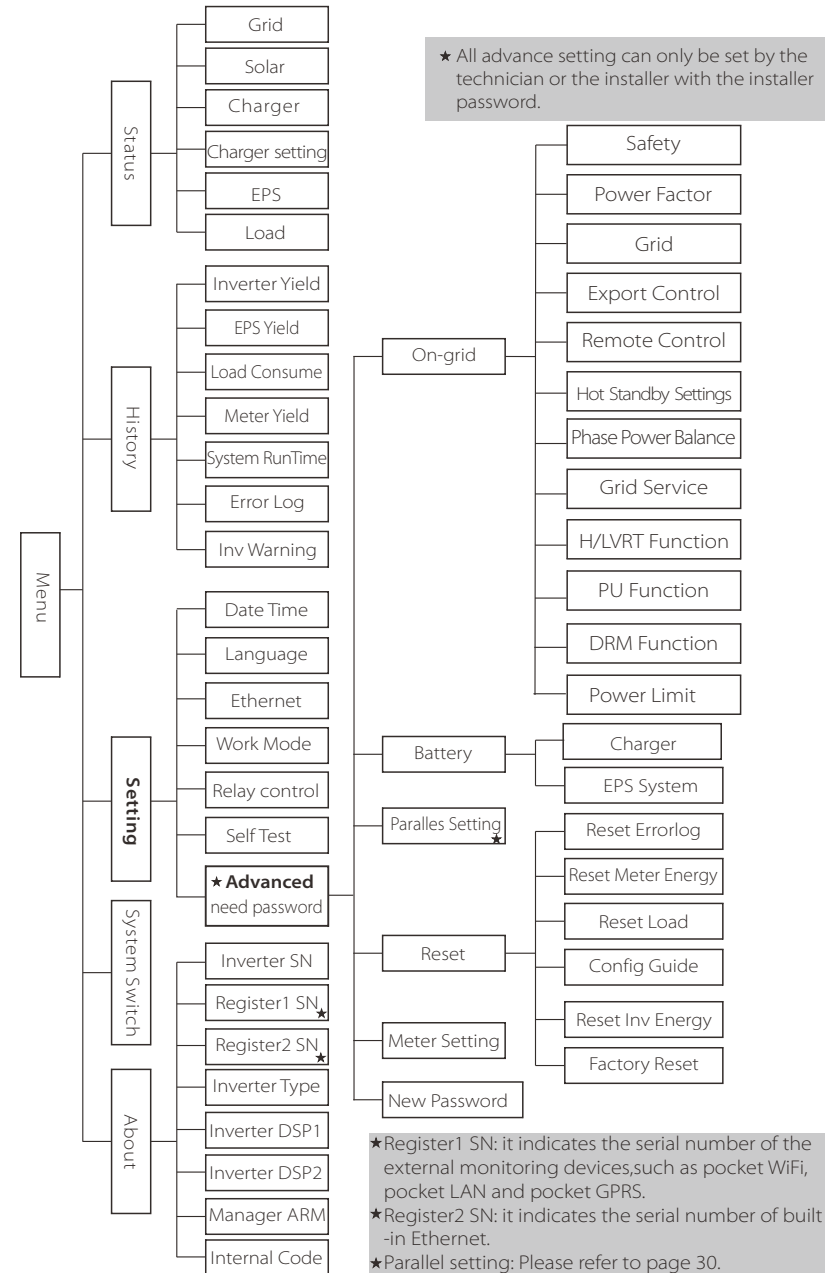 Menu
Status
Grid
Solar
Charger
Charger setting
EPS
Load
History
Inverter Yield
EPS Yield
Load Consume
Meter Yield
System RunTime
Error Log
Inv Warning
Setting
Date Time
Language
Ethernet
Work Mode
Relay control
Self Test
★ Advanced
need password
System Switch
About
Inverter SN
Register1 SN★
Register2 SN★
Inverter Type
Inverter DSP1
Inverter DSP2
Manager ARM
Internal Code
★ All advance setting can only be set by the
technician or the installer with the installer
password.
On-grid
Safety
Power Factor
Grid
Export Control
Remote Control
Hot Standby Settings
Phase Power Balance
Grid Service
H/LVRT Function
PU Function
DRM Function
Power Limit
Battery
Charger
EPS System
Paralles Setting★
Reset
Reset Errorlog
Reset Meter Energy
Reset Load
Config Guide
Reset Inv Energy
Factory Reset
Meter Setting
New Password
★Register1 SN: it indicates the serial number of the
external monitoring devices,such as pocket WiFi,
pocket LAN and pocket GPRS.
★Register2 SN: it indicates the serial number of built
-in Ethernet.
★Parallel setting: Please refer to page 30.